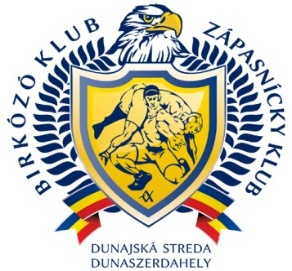 BIRKÓZÓ KLUB
ZÁPASNÍCKY KLUB
DUNAJSKÁ STREDA
DUNASZERDAHELY